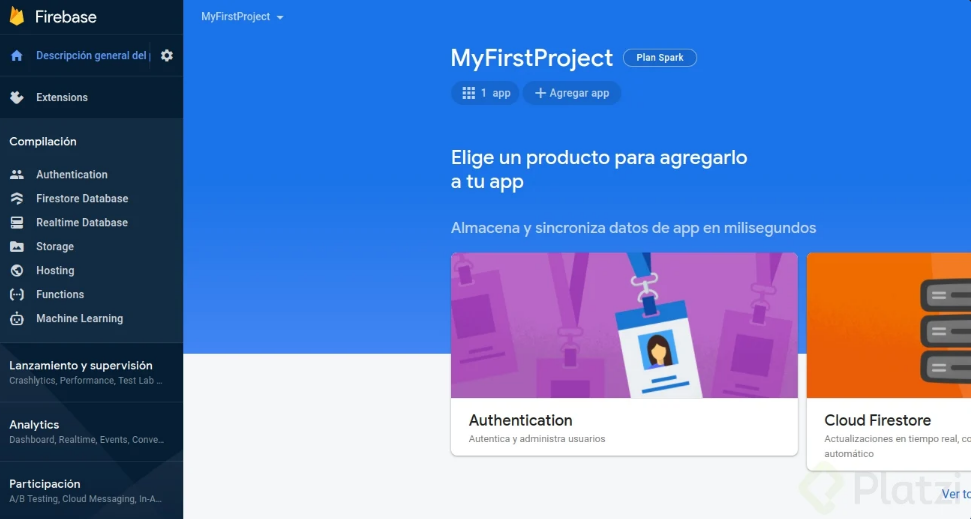 Firebase
MyFirstProject
Descripción general del
Extensions
Compilación
Authentication
Firestore Database
Realtime Database
Storage
Hosting
Functions
Machine Learning
Lanzamiento y supervisión
Crashlytics, Performance, Test Lab ...
Analytics
Dashboard, Realtime, Events, Conve...
Participación
A/B Testing, Cloud Messaging, In-A...
MyFirstProject Plan Spark
1 app + Agregar app
Elige un producto para agregarlo
a tu app
Almacena y sincroniza datos de app en milisegundos
Authentication
Autentica y administra usuarios
Cloud Firestore
Actualizaciones en tiempo real, co
automático
Platzi
Ver to